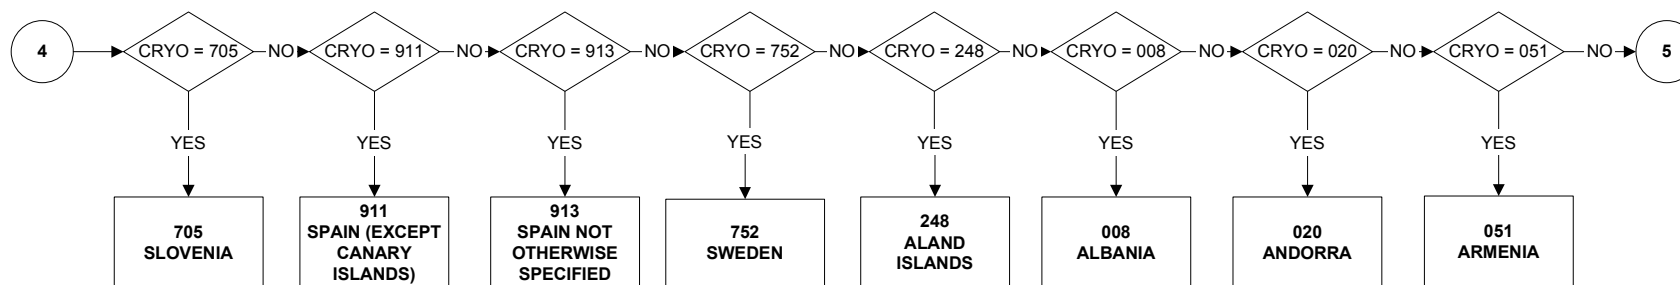 4
CRYO = 705
NO
CRYO = 911
NO
CRYO = 913
NO
CRYO = 752
NO
CRYO = 248
NO
CRYO = 008
NO
CRYO = 020
NO
CRYO = 051
NO
5
YES
YES
YES
YES
YES
YES
YES
YES
705
SLOVENIA
911
SPAIN (EXCEPT
CANARY
ISLANDS)
913
SPAIN NOT
OTHERWISE
SPECIFIED
752
SWEDEN
248
ALAND
ISLANDS
008
ALBANIA
020
ANDORRA
051
ARMENIA